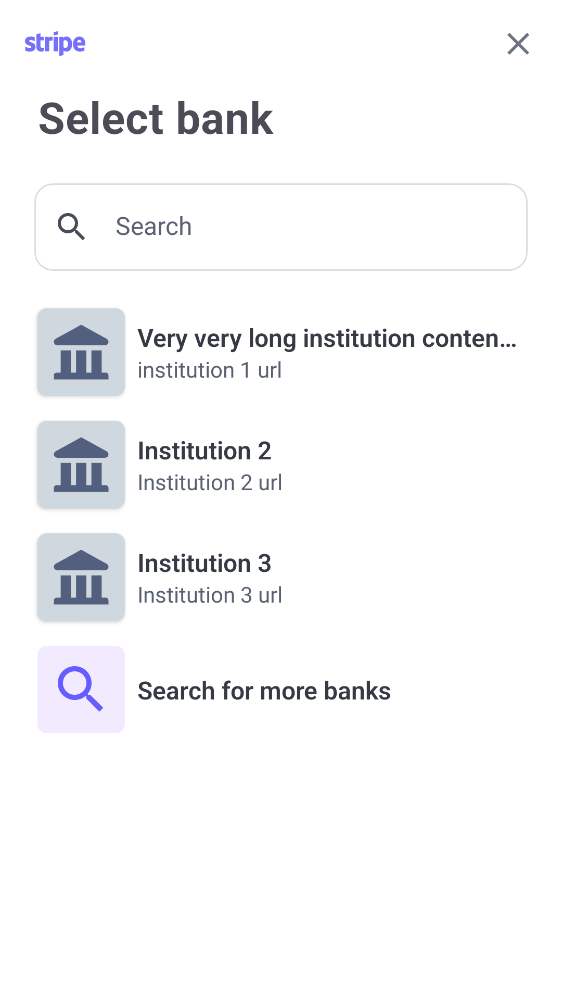 stripe
Select bank
Search
Very very long institution conten...
institution 1 url
Institution 2
Institution 2 url
Institution 3
Institution 3 url
Search for more banks